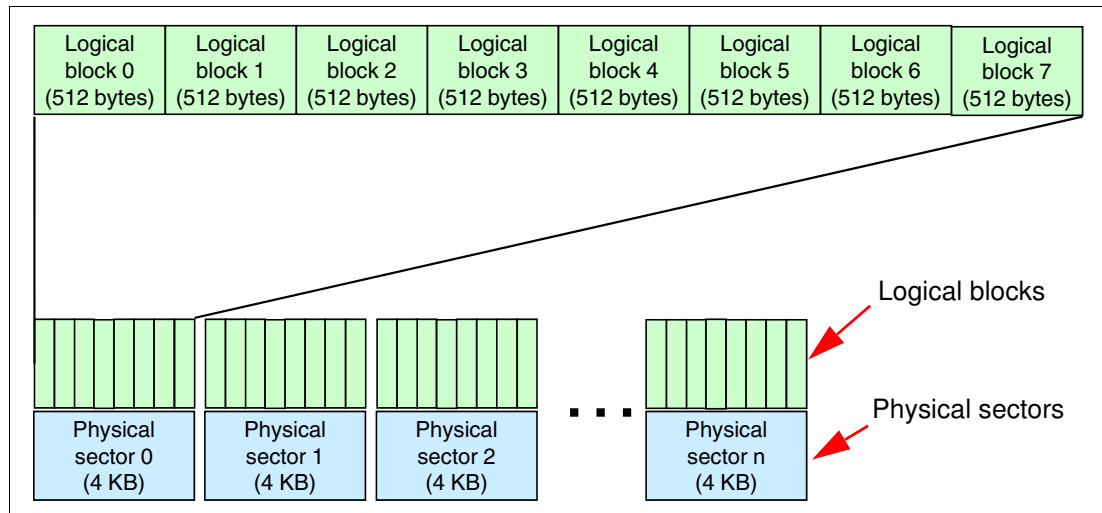 Logical
block 0
(512 bytes)
Logical
block 1
(512 bytes)
Logical
block 2
(512 bytes)
Logical
block 3
(512 bytes)
Logical
block 4
(512 bytes)
Logical
block 5
(512 bytes)
Logical
block 6
(512 bytes)
Logical
block 7
(512 bytes)
Logical blocks
Physical
sector 0
(4 KB)
Physical
sector 1
(4 KB)
Physical
sector 2
(4 KB)
...
Physical
sector n
(4 KB)
Physical sectors